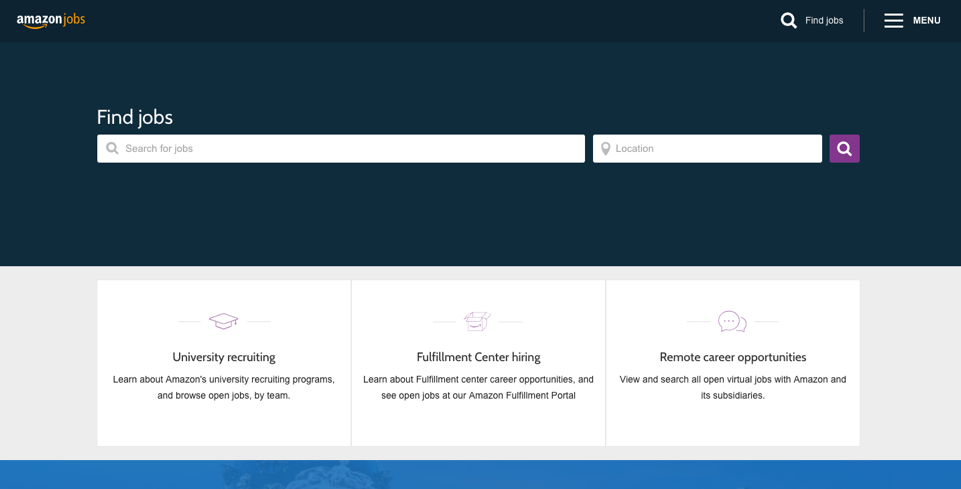 amazonjobs
Find jobs
MENU
Find jobs
Search for jobs
Location
University recruiting
Learn about Amazon's university recruiting programs,
and browse open jobs, by team.
Fulfillment Center hiring
Learn about Fulfillment center career opportunities, and
see open jobs at our Amazon Fulfillment Portal
Remote career opportunities
View and search all open virtual jobs with Amazon and
its subsidiaries.